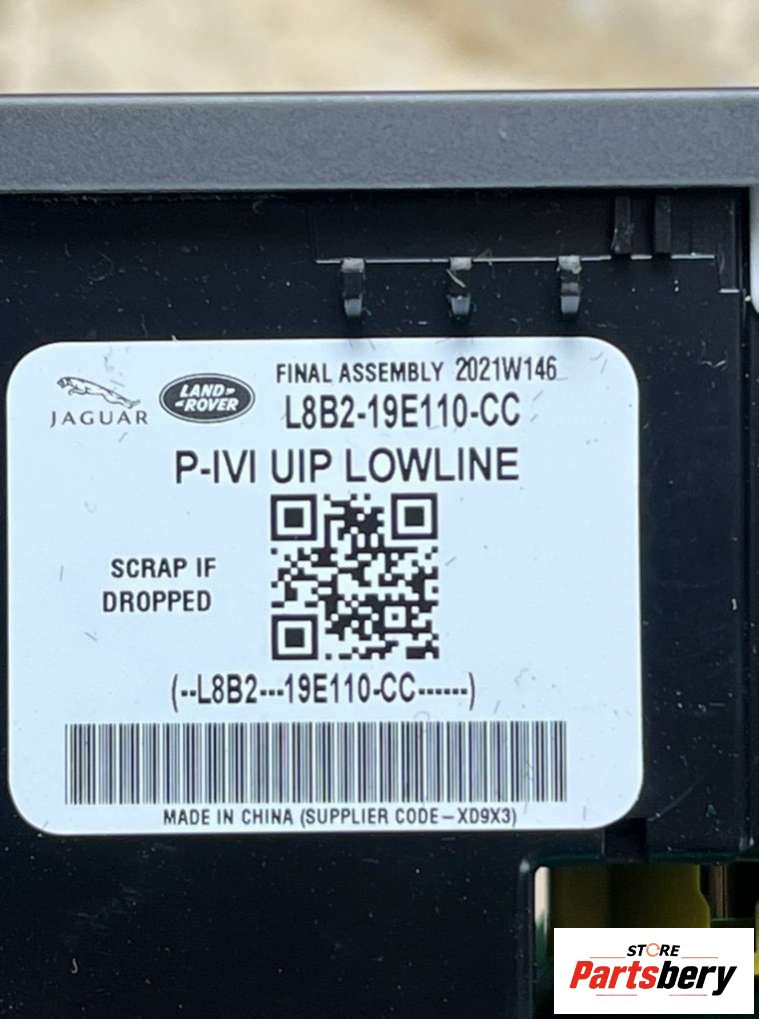 FINAL ASSEMBLY 2021W146
JAGUAR
LAND ROVER
L8B2-19E110-CC
P-IVI UIP LOWLINE
SCRAP IF
DROPPED
(--L8B2---19E110-CC------)
MADE IN CHINA (SUPPLIER CODE-XD9X3)
STORE
Partsbery